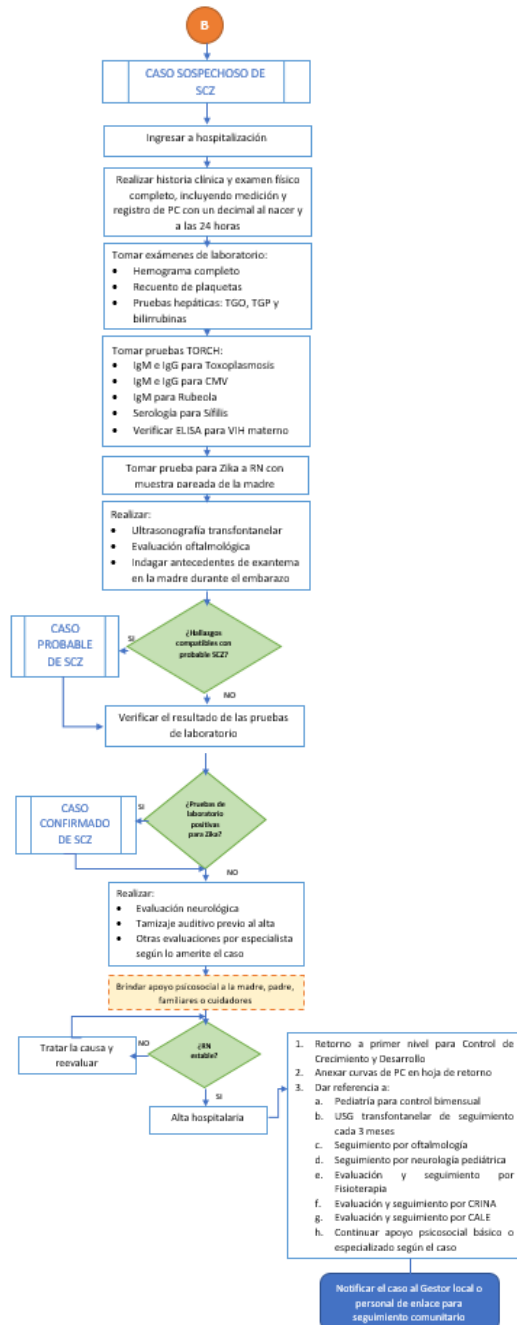 B
CASO SOSPECHOSO DE
SCZ
Ingresar a hospitalización
Realizar historia clínica y examen físico
completo, incluyendo medición y
registro de PC con un decimal al nacer y
a las 24 horas
Tomar exámenes de laboratorio:
• Hemograma completo
• Recuento de plaquetas
• Pruebas hepáticas: TGO, TGP y
bilirrubinas
Tomar pruebas TORCH:
• IgM e IgG para Toxoplasmosis
• IgM e IgG para CMV
• IgM para Rubeola
• Serología para Sífilis
• Verificar ELISA para VIH materno
Tomar prueba para Zika a RN con
muestra pareada de la madre
Realizar:
• Ultrasonografía transfontanelar
• Evaluación oftalmológica
• Indagar antecedentes de exantema
en la madre durante el embarazo
¿Hallazgos
compatibles con
probable SCZ?
SI
CASO
PROBABLE
DE SCZ
NO
Verificar el resultado de las pruebas
de laboratorio
¿Pruebas de
laboratorio
positivas
para Zika?
SI
CASO
CONFIRMADO
DE SCZ
NO
Realizar:
• Evaluación neurológica
• Tamizaje auditivo previo al alta
• Otras evaluaciones por especialista
según lo amerite el caso
Brindar apoyo psicosocial a la madre, padre,
familiares o cuidadores
¿RN
estable?
NO
Tratar la causa y
reevaluar
SI
Alta hospitalaria
1. Retorno a primer nivel para Control de
Crecimiento y Desarrollo
2. Anexar curvas de PC en hoja de retorno
3. Dar referencia a:
a. Pediatría para control bimensual
b. USG transfontanelar de seguimiento
cada 3 meses
c. Seguimiento por oftalmología
d. Seguimiento por neurología pediátrica
e. Evaluación y seguimiento por
Fisioterapia
f. Evaluación y seguimiento por CRINA
g. Evaluación y seguimiento por CALE
h. Continuar apoyo psicosocial básico o
especializado según el caso
Notificar el caso al Gestor local o
personal de enlace para
seguimiento comunitario